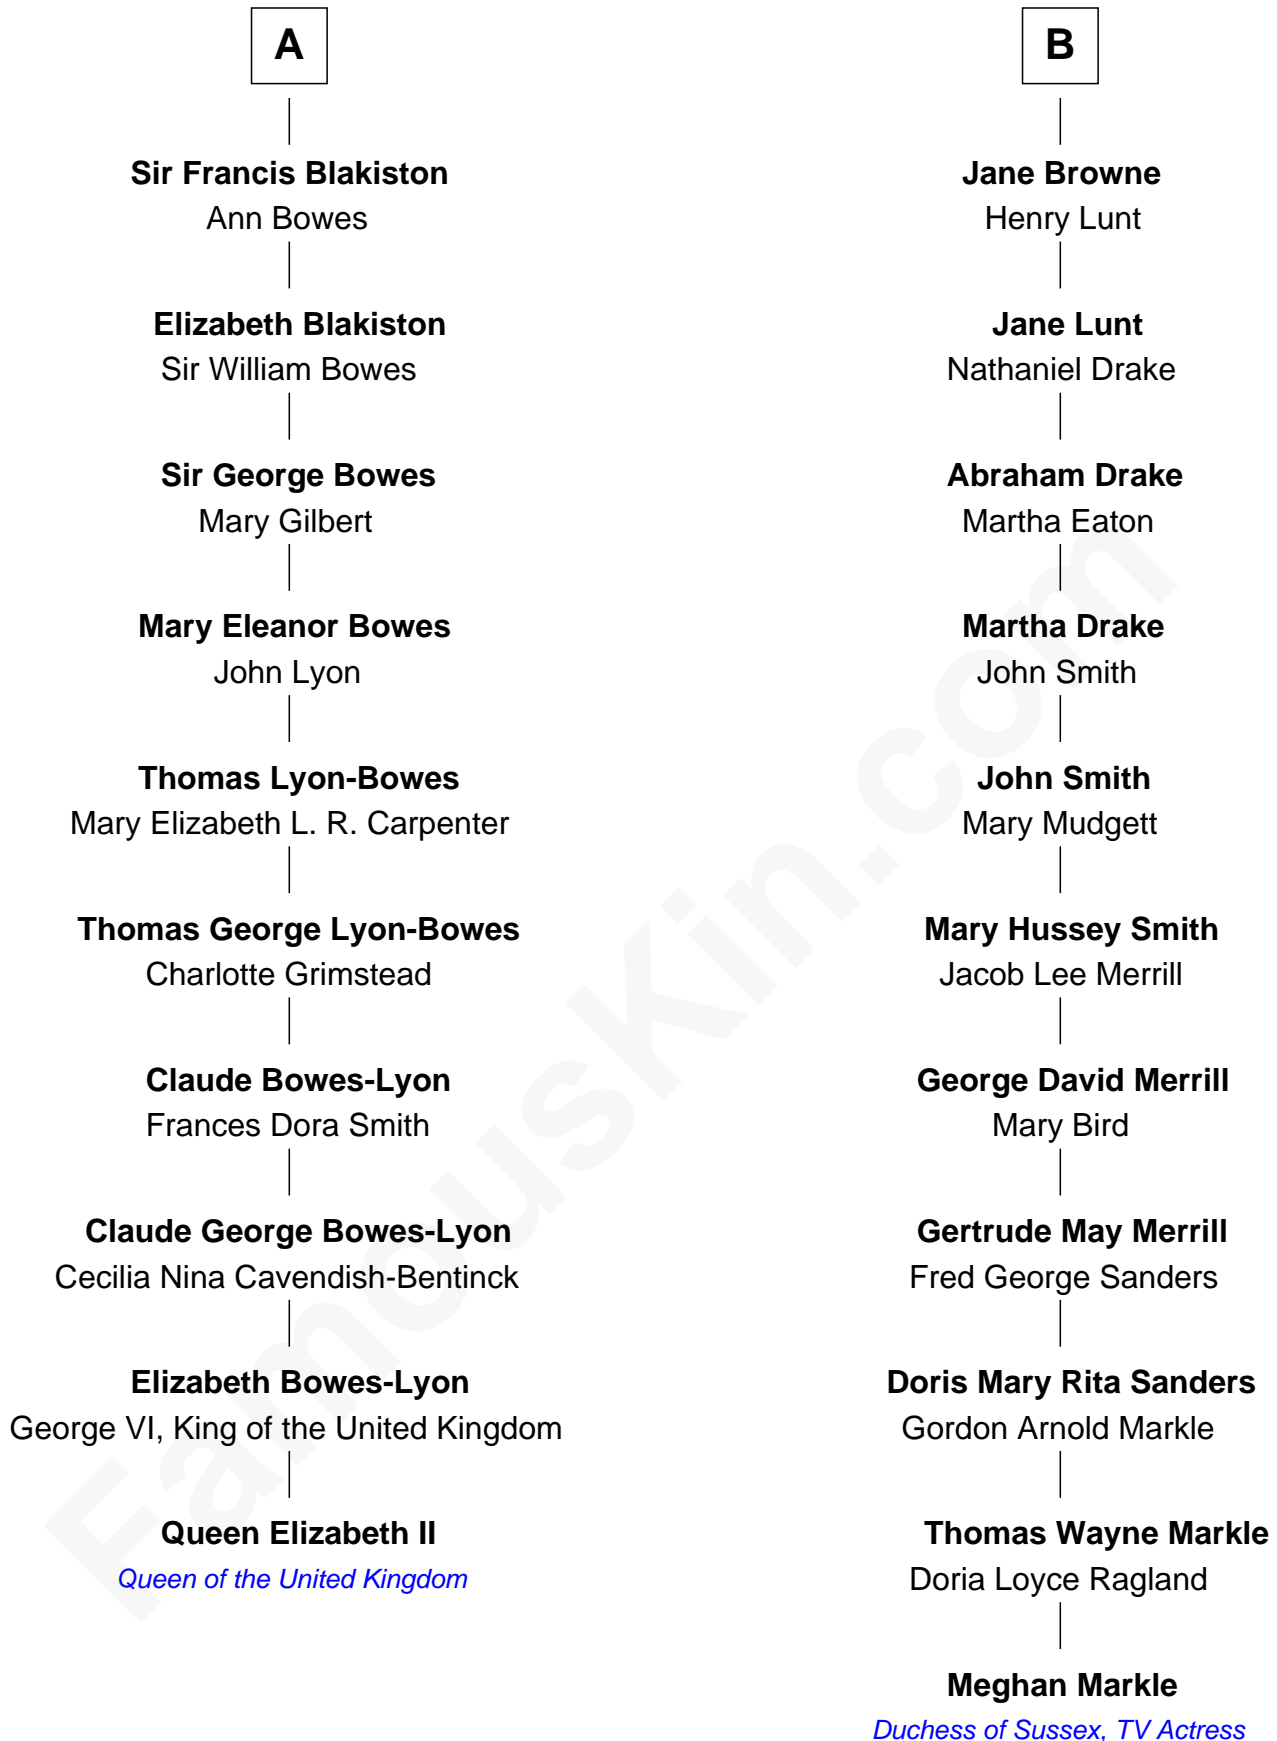 A
Sir Francis Blakiston
Ann Bowes
Elizabeth Blakiston
Sir William Bowes
Sir George Bowes
Mary Gilbert
Mary Eleanor Bowes
John Lyon
Thomas Lyon-Bowes
Mary Elizabeth L. R. Carpenter
Thomas George Lyon-Bowes
Charlotte Grimstead
Claude Bowes-Lyon
Frances Dora Smith
Claude George Bowes-Lyon
Cecilia Nina Cavendish-Bentinck
Elizabeth Bowes-Lyon
George VI, King of the United Kingdom
Queen Elizabeth II
Queen of the United Kingdom
B
Jane Browne
Henry Lunt
Jane Lunt
Nathaniel Drake
Abraham Drake
Martha Eaton
Martha Drake
John Smith
John Smith
Mary Mudgett
Mary Hussey Smith
Jacob Lee Merrill
George David Merrill
Mary Bird
Gertrude May Merrill
Fred George Sanders
Doris Mary Rita Sanders
Gordon Arnold Markle
Thomas Wayne Markle
Doria Loyce Ragland
Meghan Markle
Duchess of Sussex, TV Actress
FamousKin.com